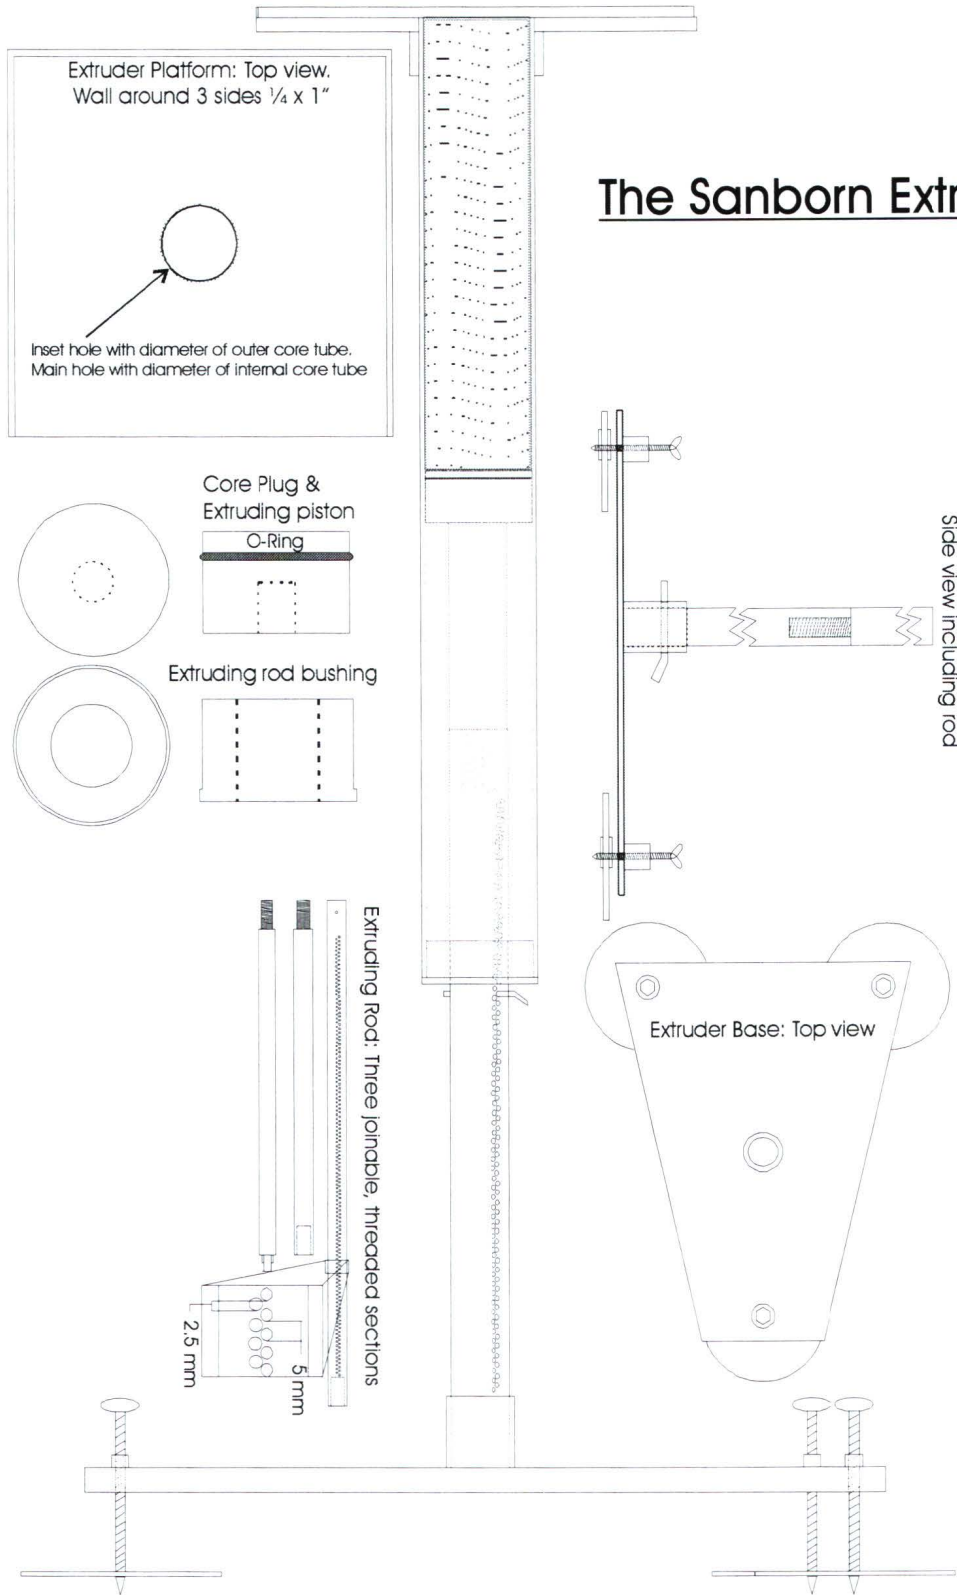 Extruder Platform: Top view.
Wall around 3 sides ¼ x 1"
The Sanborn Extr
Inset hole with diameter of outer core tube.
Main hole with diameter of internal core tube
Core Plug &
Extruding piston
O-Ring
Side view including rod
Extruding rod bushing
Extruding Rod: Three joinable, threaded sections
Extruder Base: Top view
2.5 mm
5 mm